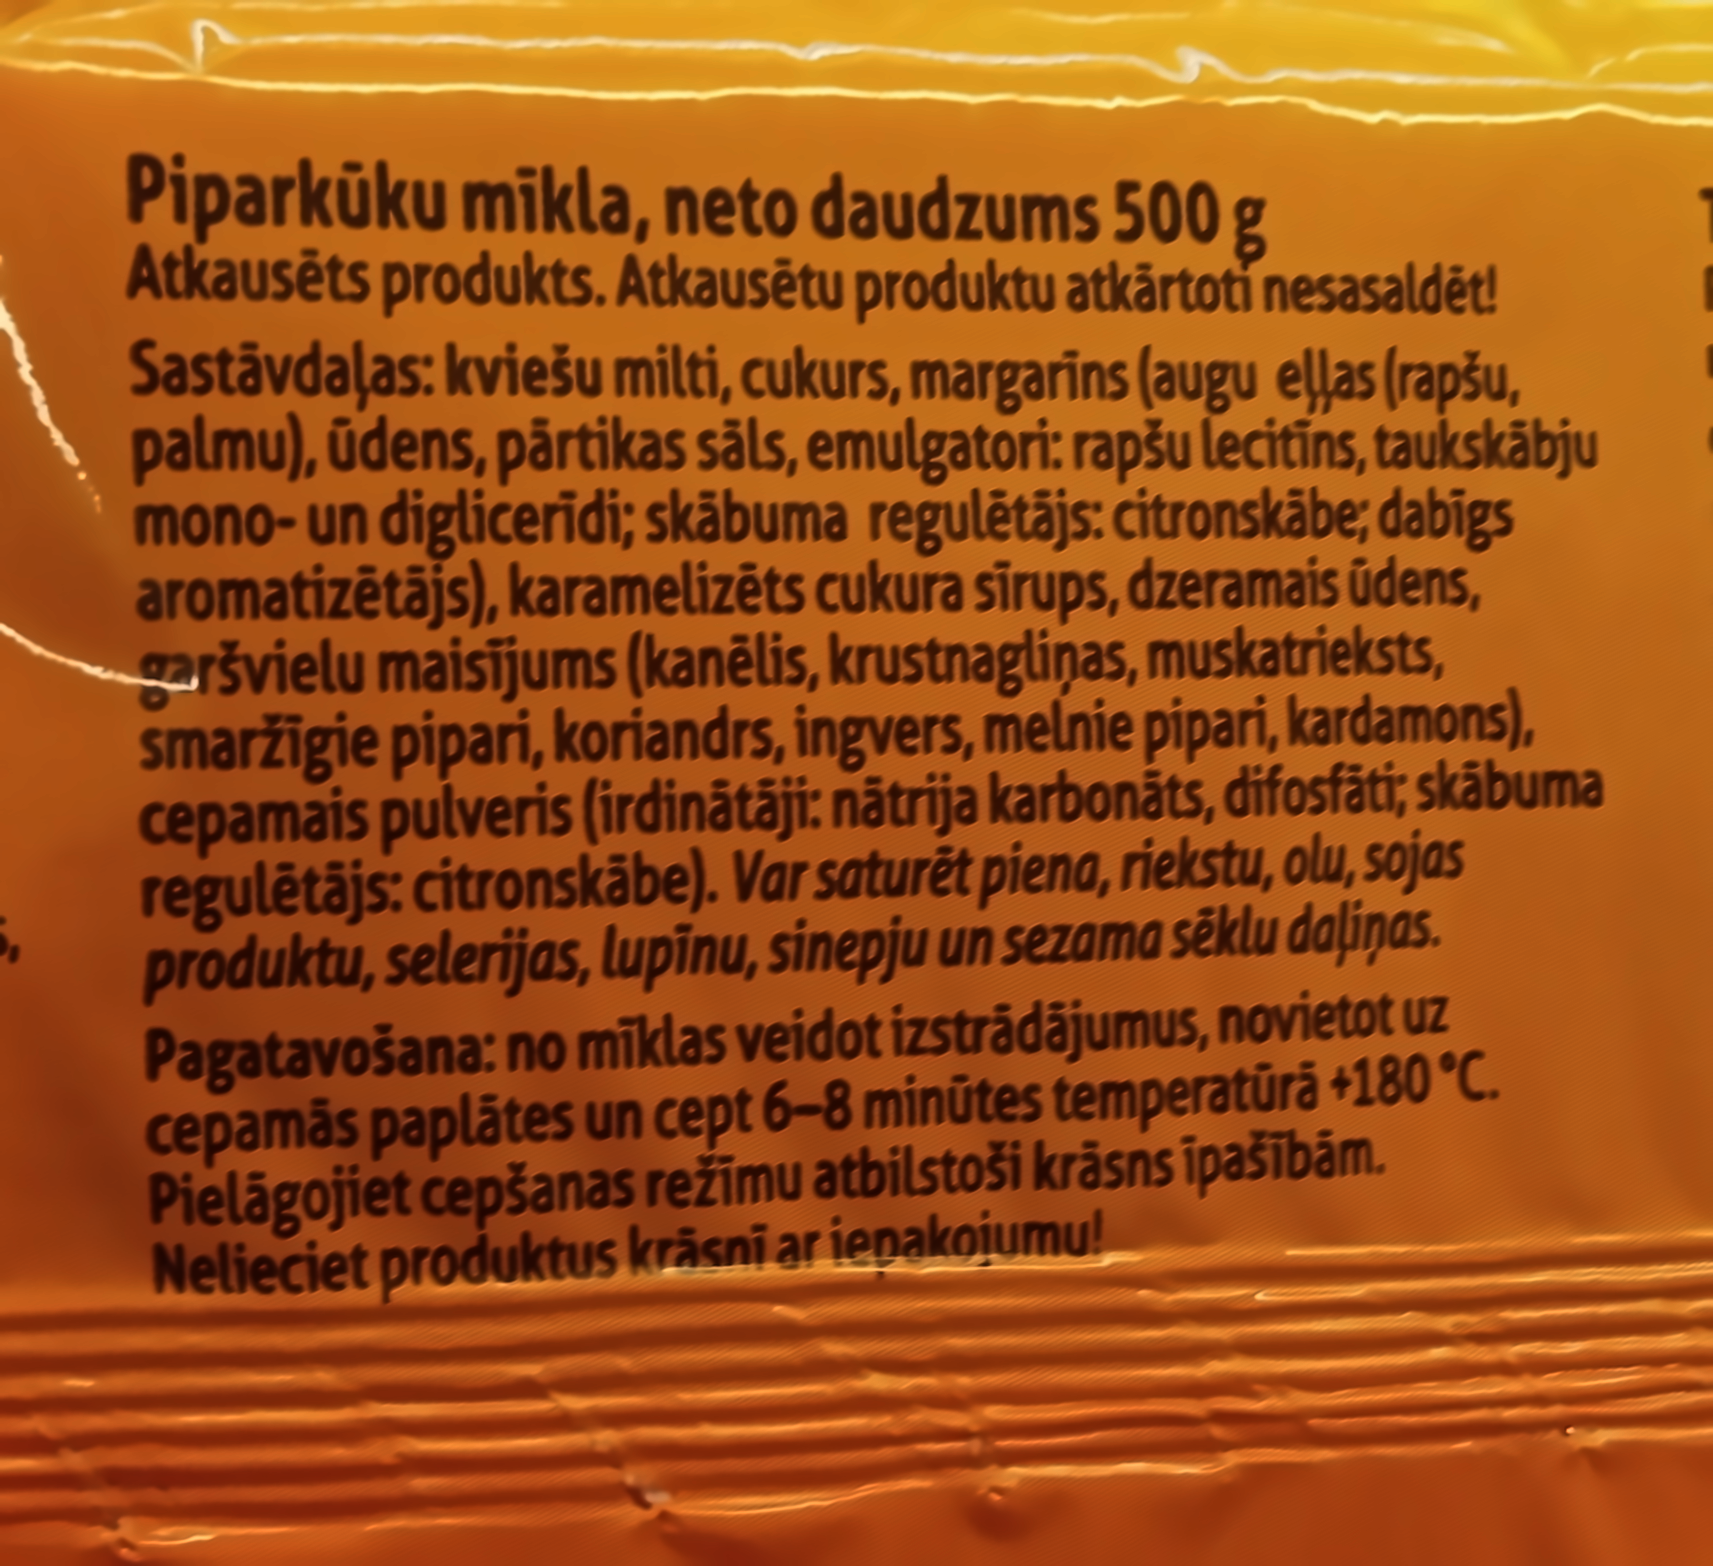 Piparkūku mīkla, neto daudzums 500 g
Atkausēts produkts. Atkausētu produktu atkārtoti nesasaldēt!
Sastāvdaļas: kviešu milti, cukurs, margarīns (augu eļļas (rapšu,
palmu), ūdens, pārtikas sāls, emulgatori: rapšu lecitīns, taukskābju
mono- un diglicerīdi; skābuma regulētājs: citronskābe; dabīgs
aromatizētājs), karamelizēts cukura sīrups, dzeramais ūdens,
garšvielu maisījums (kanēlis, krustnagliņas, muskatrieksts,
smaržīgie pipari, koriandrs, ingvers, melnie pipari, kardamons),
cepamais pulveris (irdinātāji: nātrija karbonāts, difosfāti; skābuma
regulētājs: citronskābe). Var saturēt piena, riekstu, olu, sojas
produktu, selerijas, lupīnu, sinepju un sezama sēklu daļiņas.
Pagatavošana: no mīklas veidot izstrādājumus, novietot uz
cepamās paplātes un cept 6–8 minūtes temperatūrā +180 °C.
Pielāgojiet cepšanas režīmu atbilstoši krāsns īpašībām.
Nelieciet produktus krāsnī ar iepakojumu!